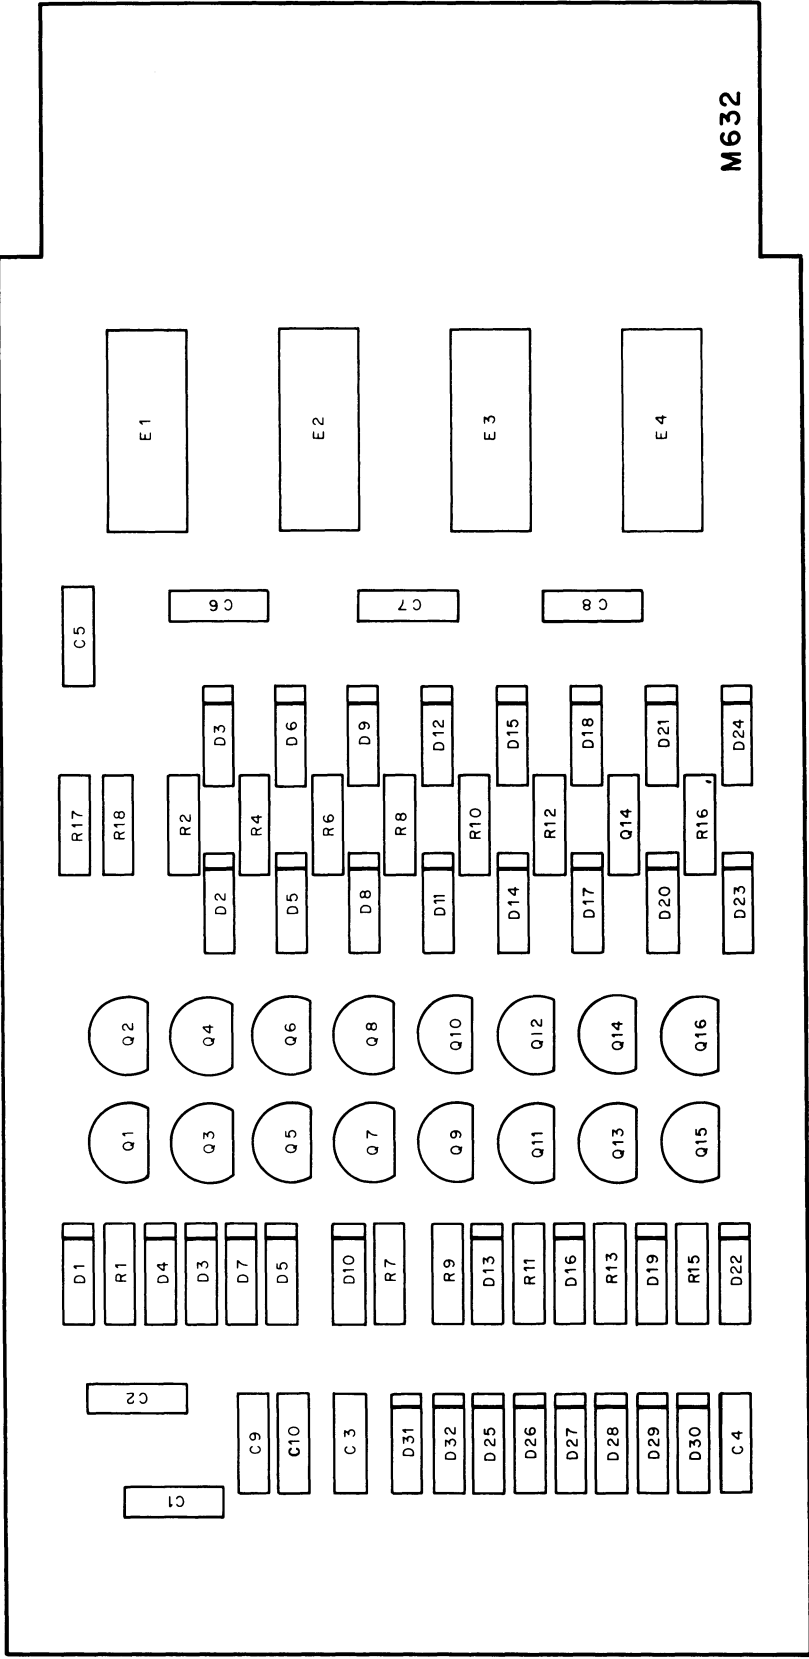 M632
E1 E2 E3 E4
C5 C6 C7 C8
D3 D6 D9 D12 D15 D18 D21 D24
R17 R18 R2 R4 R6 R8 R10 R12 Q14 R16
D2 D5 D8 D11 D14 D17 D20 D23
Q2 Q4 Q6 Q8 Q10 Q12 Q14 Q16
Q1 Q3 Q5 Q7 Q9 Q11 Q13 Q15
D1 R1 D4 D3 D7 D5 D10 R7 R9 D13 R11 D16 R13 D19 R15 D22
C2
C9 C10 C3 D31 D32 D25 D26 D27 D28 D29 D30 C4
C1